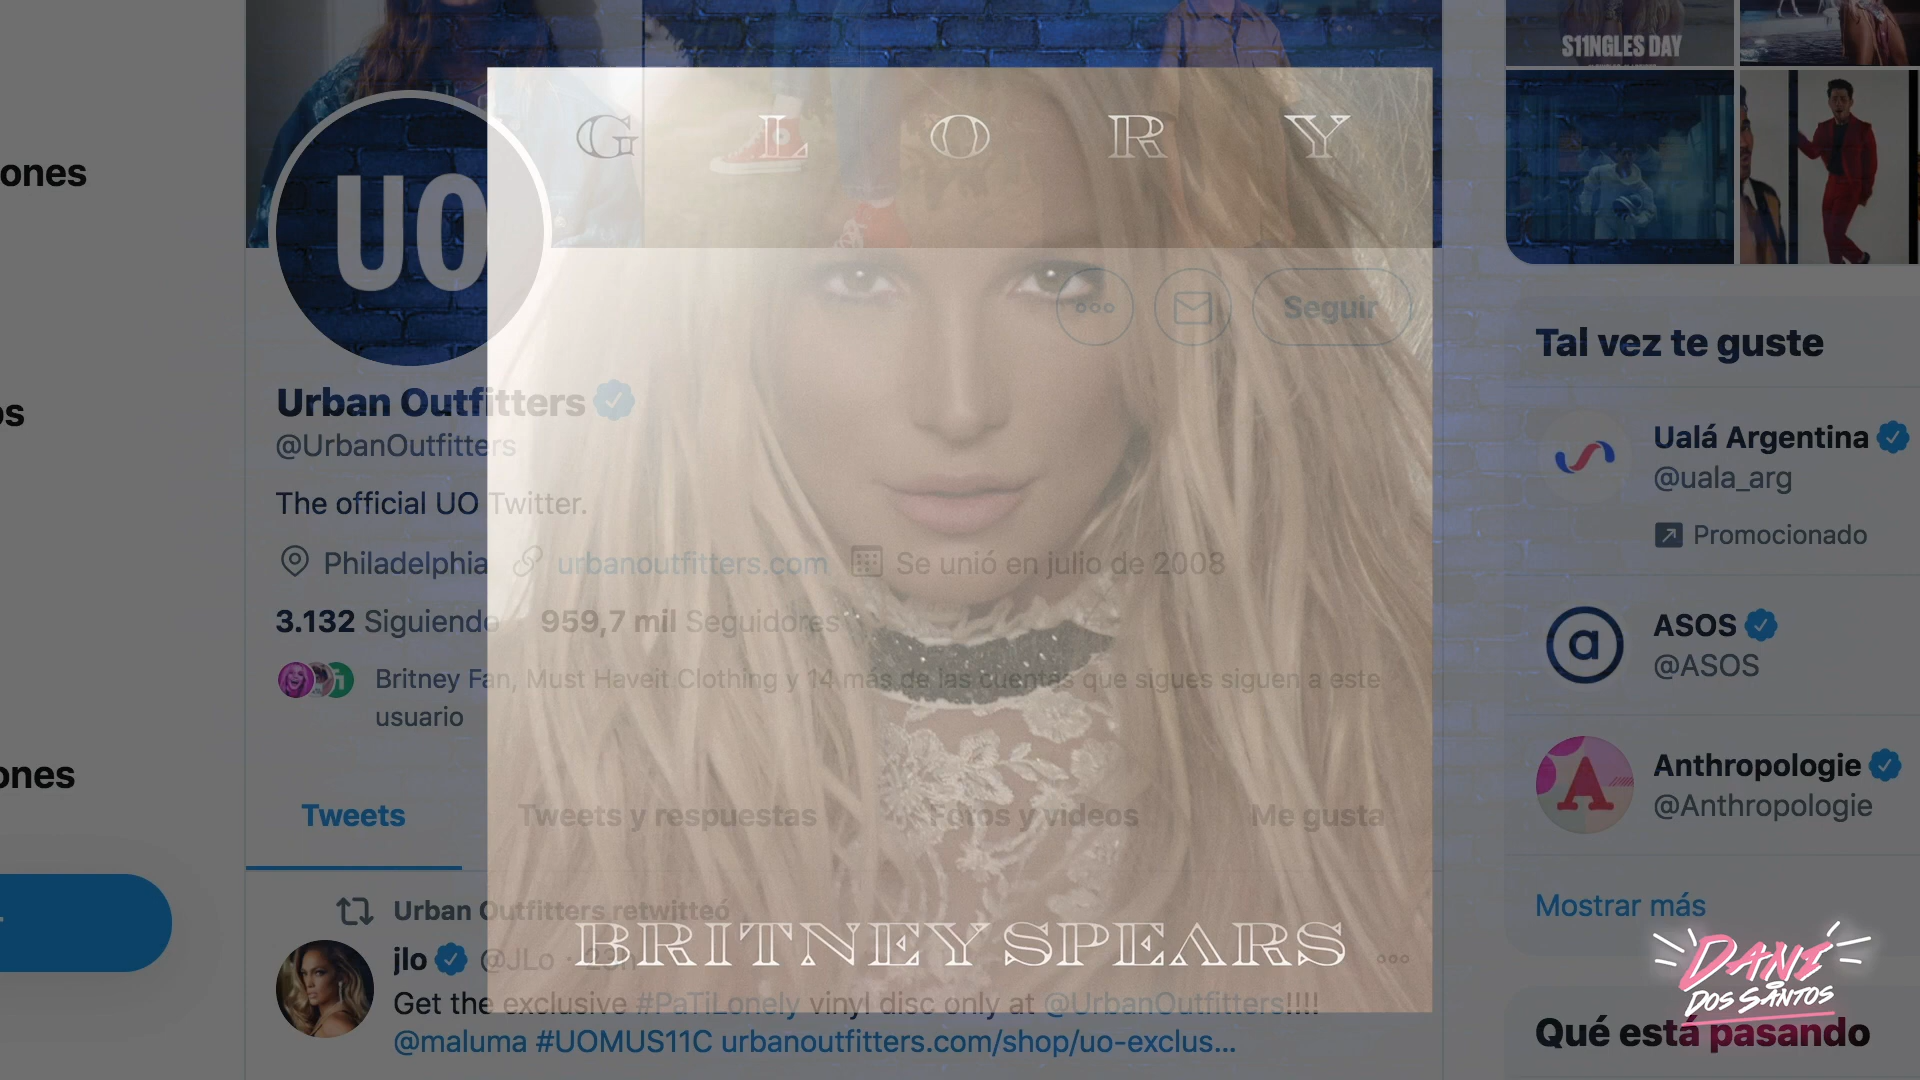 S11NGLES DAY
G L O R Y
ones
UO
Seguir
Tal vez te guste
Urban Outfitters
@UrbanOutfitters
os
Ualá Argentina
@uala_arg
The official UO Twitter.
Promocionado
Philadelphia urbanoutfitters.com Se unió en julio de 2008
3.132 Siguiendo 959,7 mil Seguidores
ASOS
@ASOS
Britney Fan, Must Haveit Clothing y 14 más de las cuentas que sigues siguen a este
usuario
ones
Anthropologie
@Anthropologie
Tweets Tweets y respuestas Fotos y videos Me gusta
Mostrar más
Urban Outfitters retwitteó
BRITNEY SPEARS
jlo @JLo · 23h
Get the exclusive #PaTiLonely vinyl disc only at @UrbanOutfitters!!!!
@maluma #UOMUS11C urbanoutfitters.com/shop/uo-exclus...
DANI
DOS SANTOS
Qué está pasando